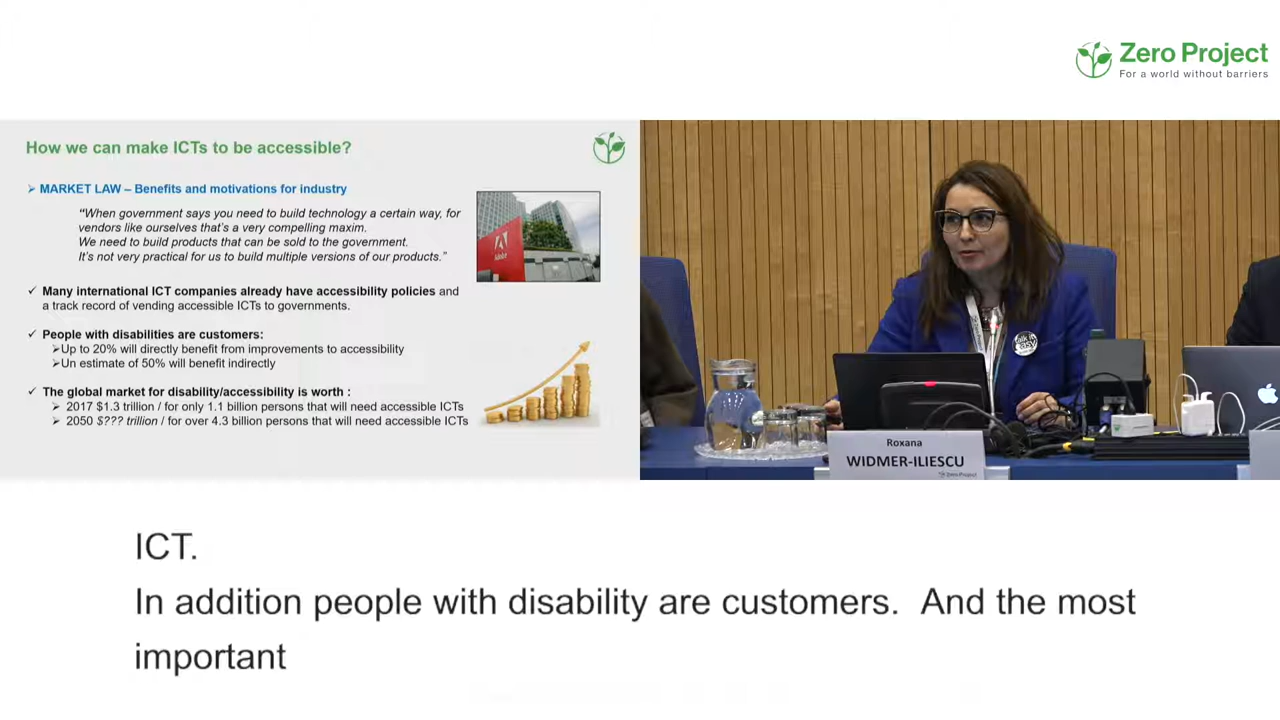 Zero Project
For a world without barriers
How we can make ICTs to be accessible?
MARKET LAW – Benefits and motivations for industry
"When government says you need to build technology a certain way, for
vendors like ourselves that's a very compelling maxim.
We need to build products that can be sold to the government.
It's not very practical for us to build multiple versions of our products."
Many international ICT companies already have accessibility policies and
a track record of vending accessible ICTs to governments.
People with disabilities are customers:
Up to 20% will directly benefit from improvements to accessibility
An estimate of 50% will benefit indirectly
The global market for disability/accessibility is worth :
2017 $1.3 trillion / for only 1.1 billion persons that will need accessible ICTs
2050 $??? trillion / for over 4.3 billion persons that will need accessible ICTs
Adobe
talk
easy
Roxana
WIDMER-ILIESCU
Zero Project
ICT.
In addition people with disability are customers.  And the most
important